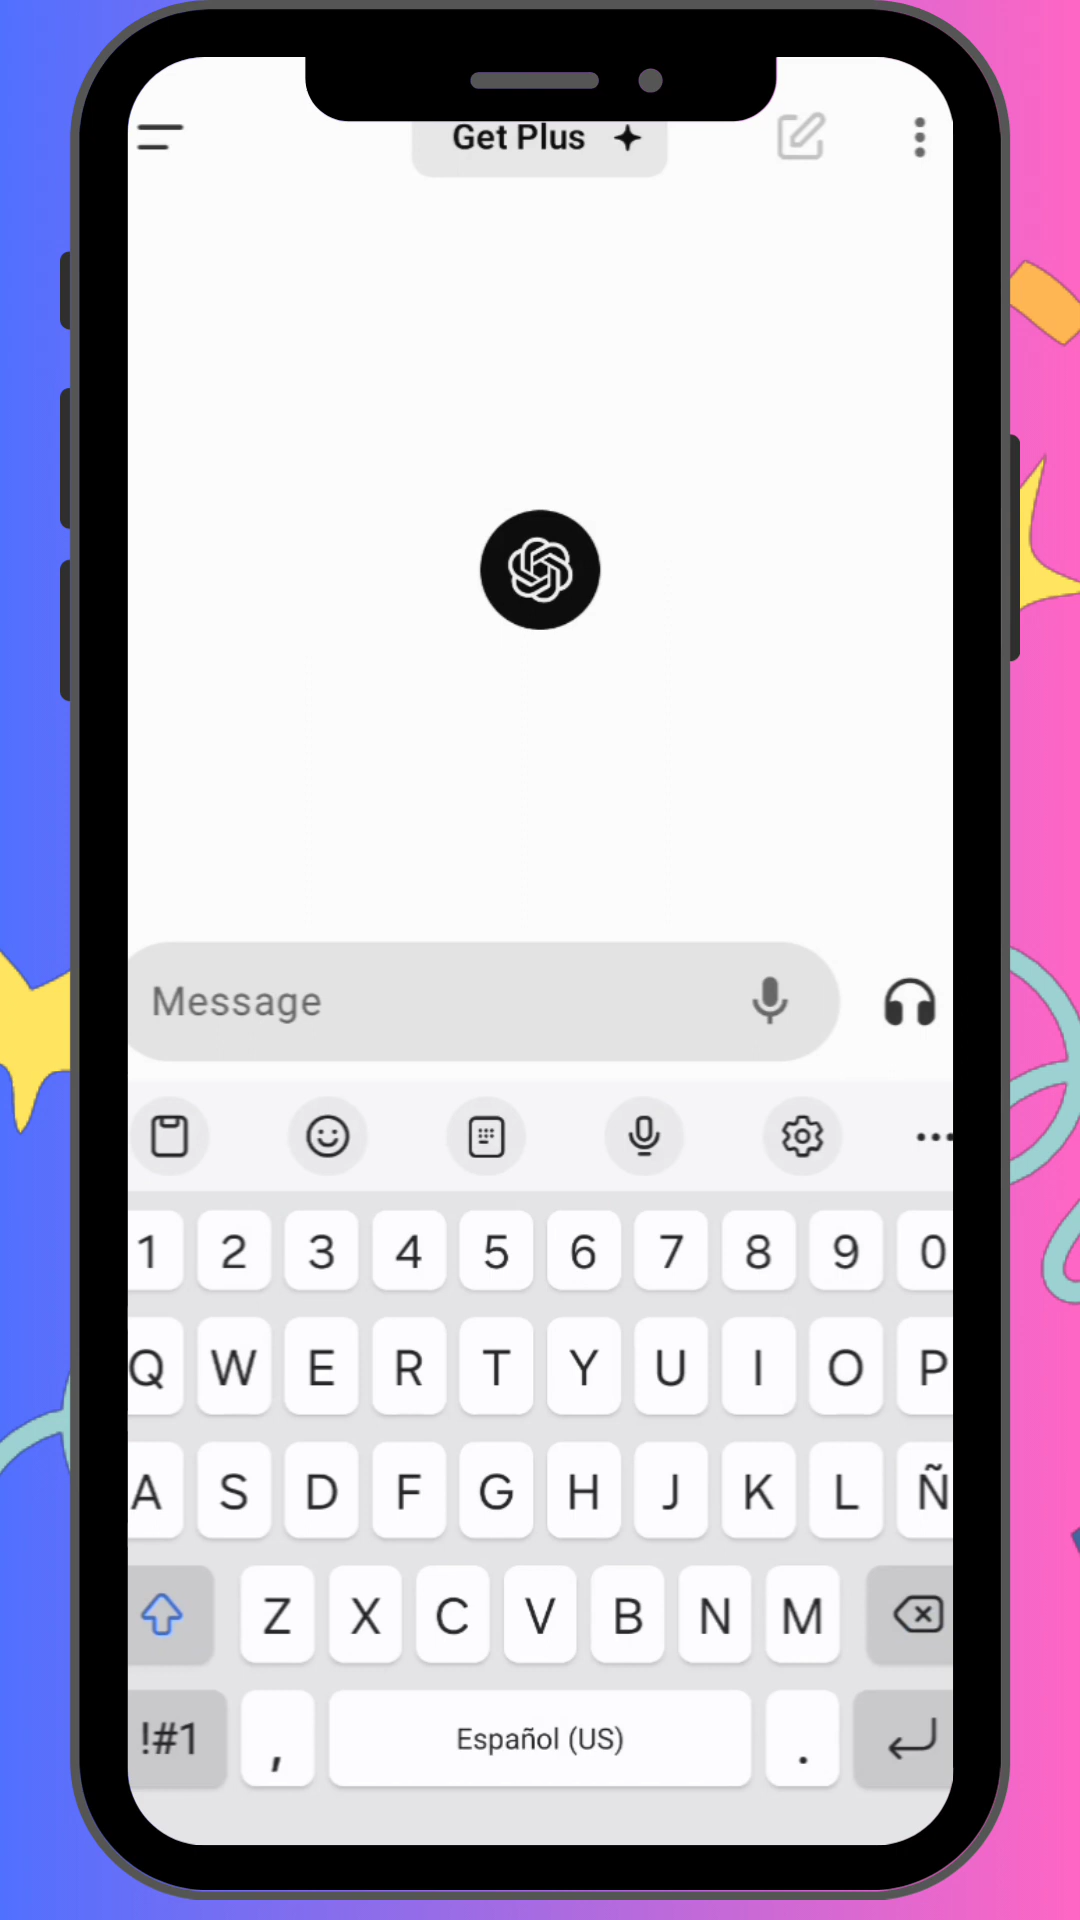 Get Plus
Message
1 2 3 4 5 6 7 8 9 0
Q W E R T Y U I O P
A S D F G H J K L Ñ
Z X C V B N M
!#1 , Español (US) .